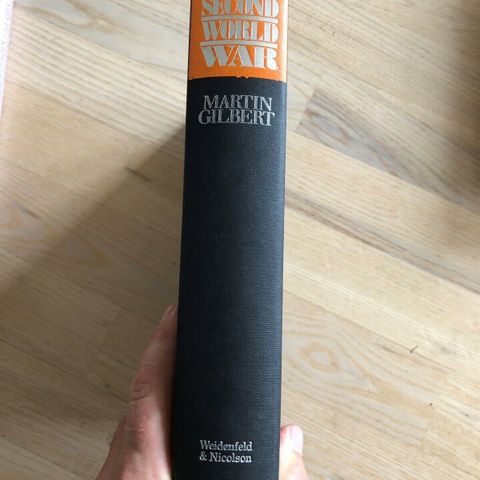 SECOND
WORLD
WAR
MARTIN
GILBERT
Weidenfeld
& Nicolson